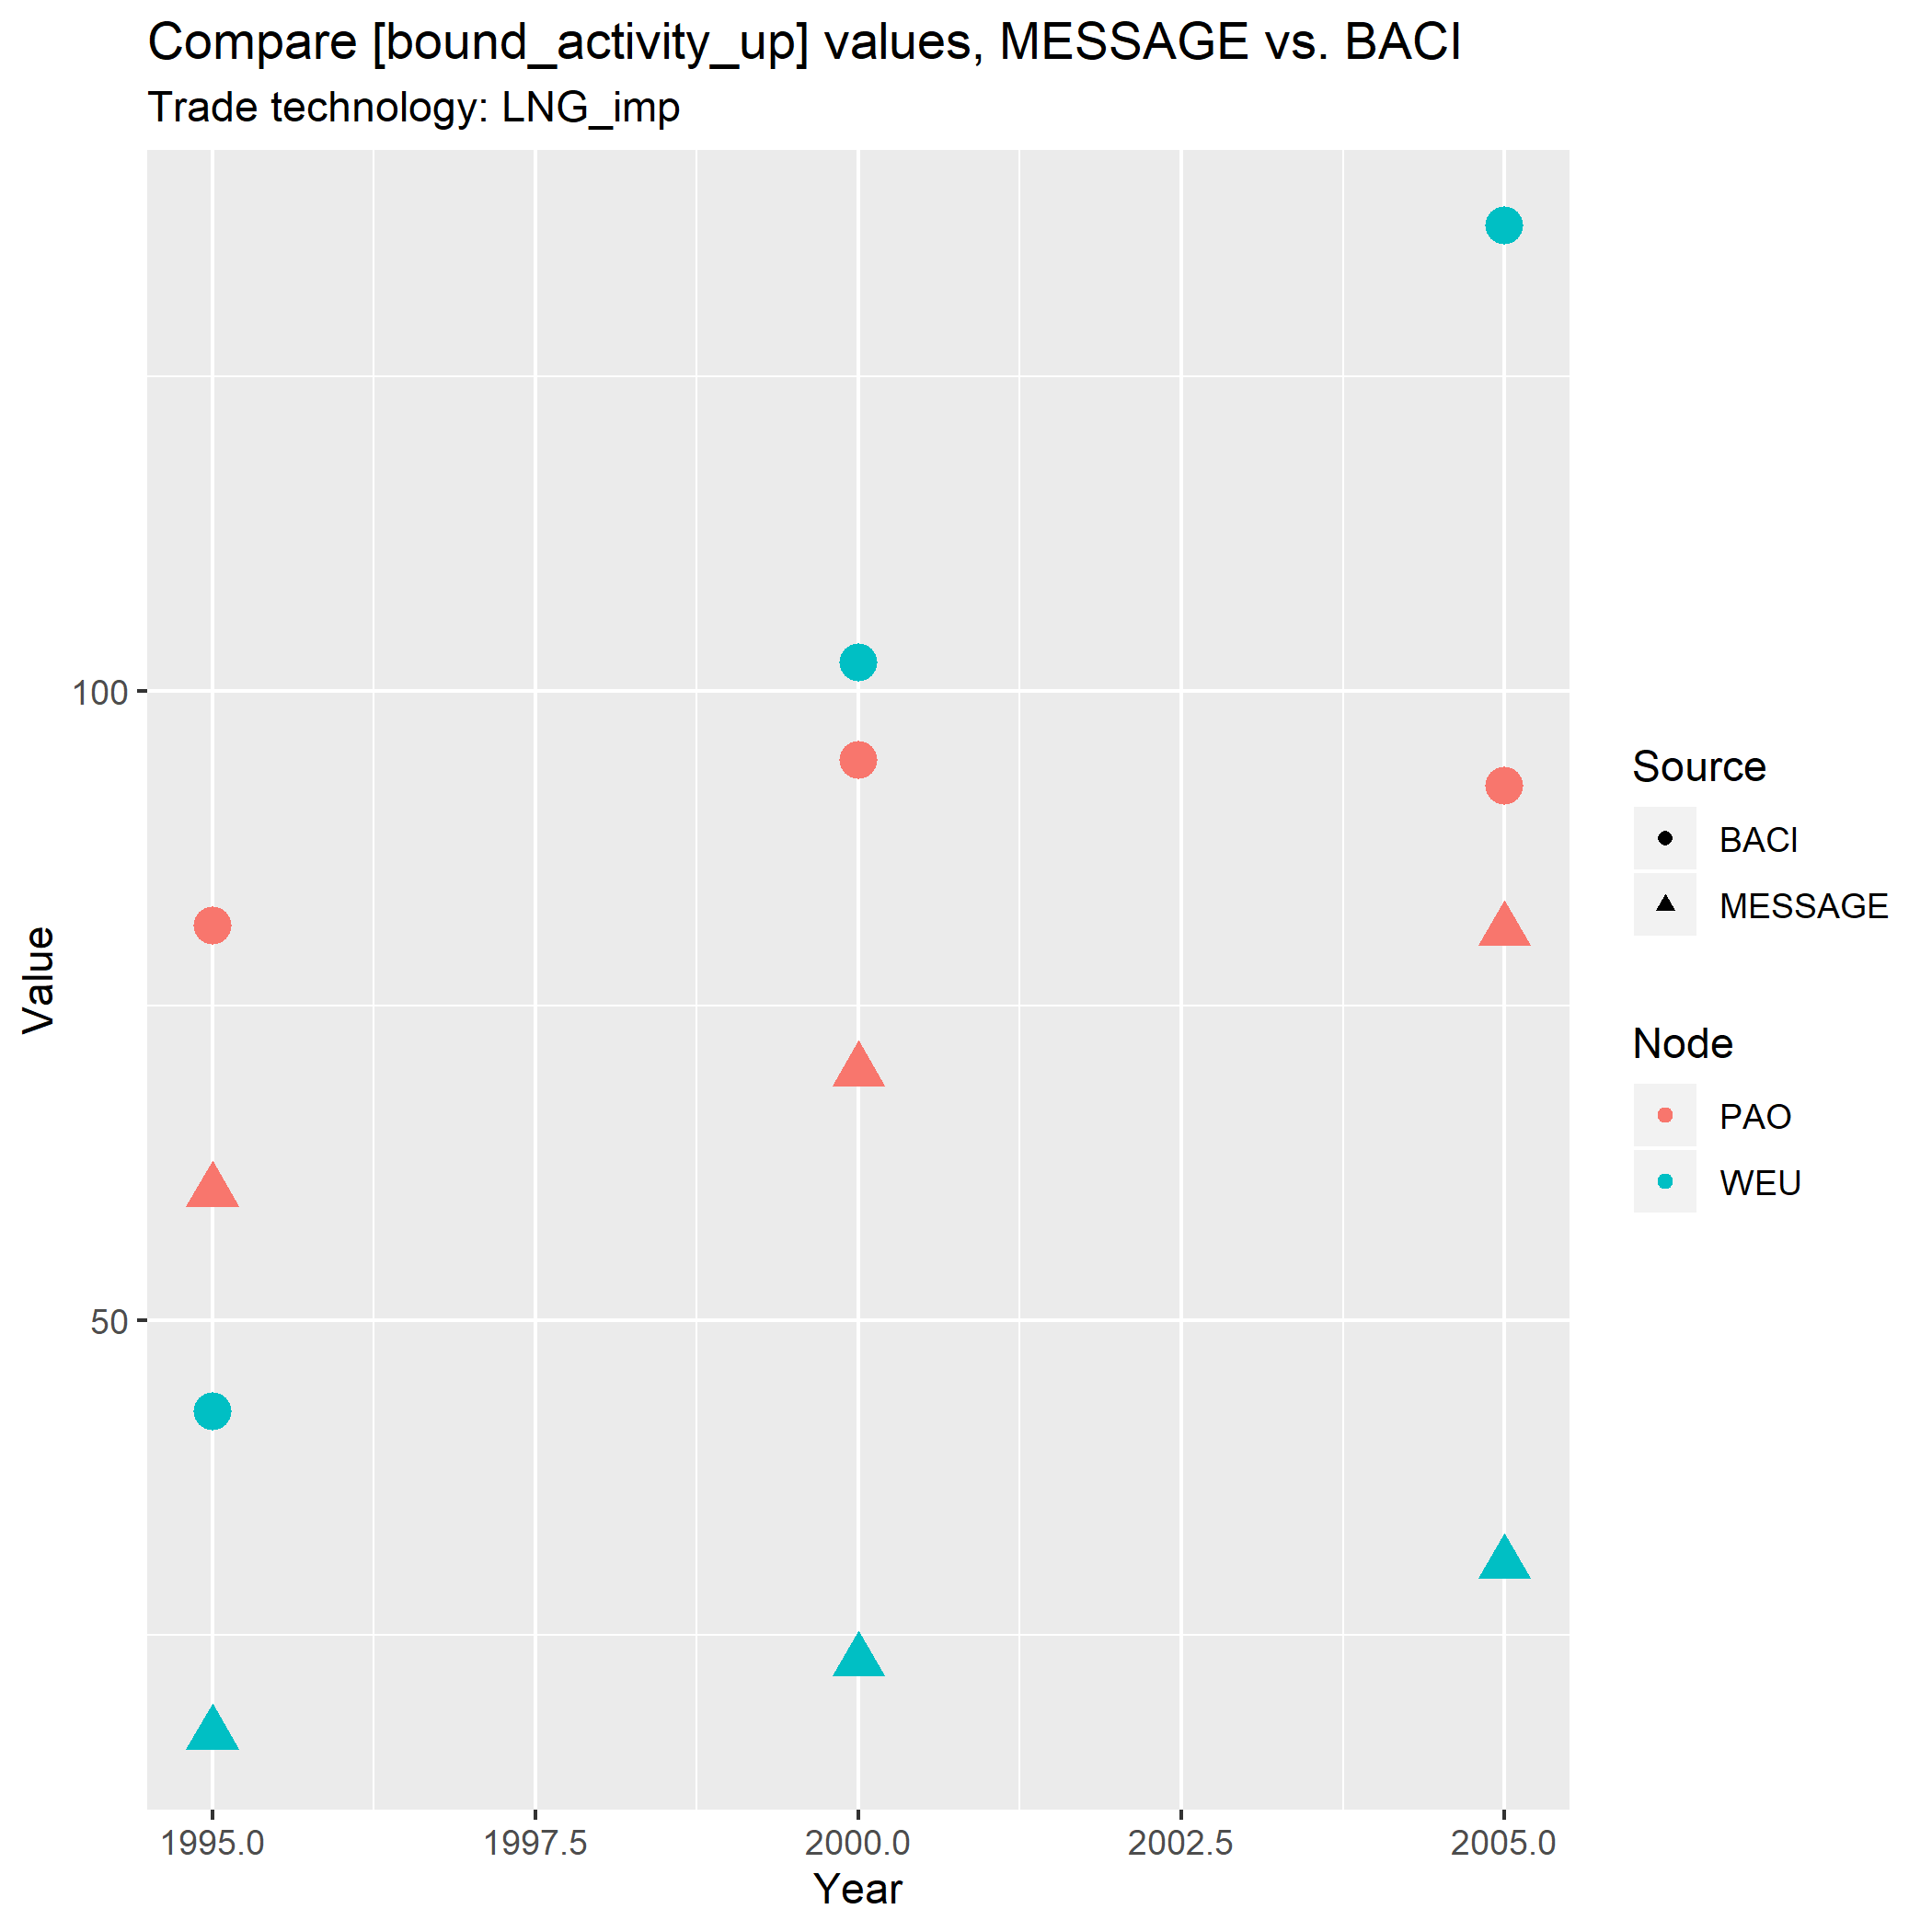 Compare [bound_activity_up] values, MESSAGE vs. BACI
Trade technology: LNG_imp
100
50
Value
1995.0 1997.5 2000.0 2002.5 2005.0
Year
Source
BACI
MESSAGE
Node
PAO
WEU